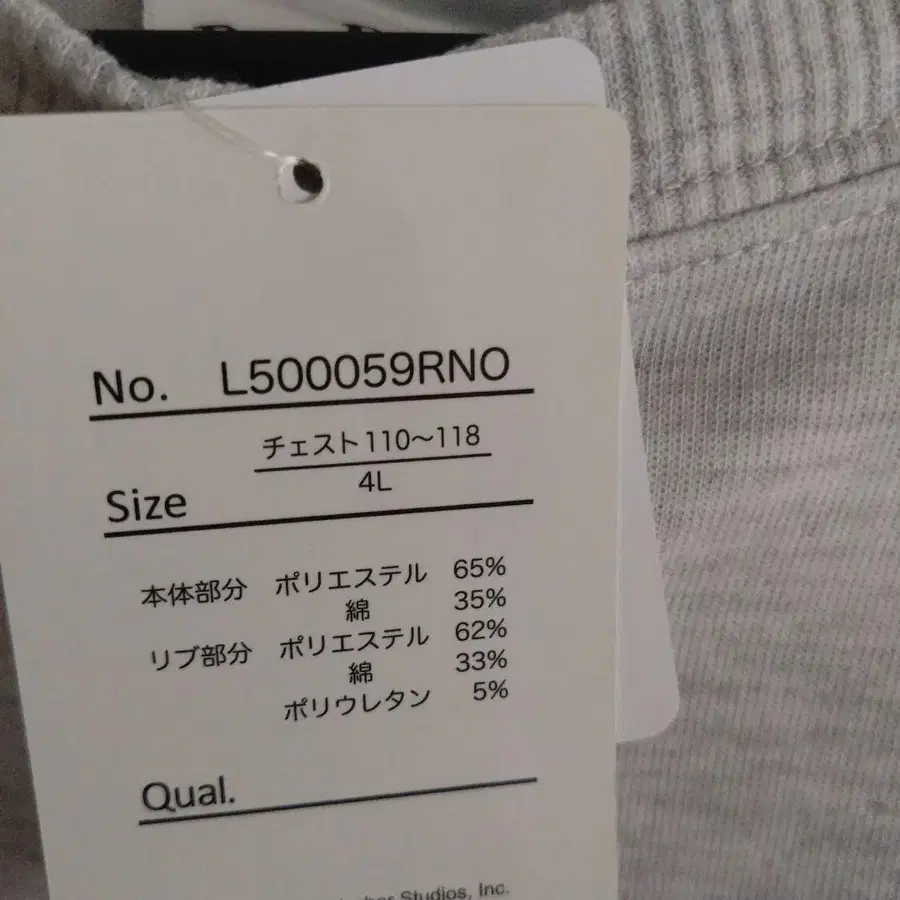 No. L500059RNO
チェスト110〜118
4L
Size
本体部分 ポリエステル 65%
綿 35%
リブ部分 ポリエステル 62%
綿 33%
ポリウレタン 5%
Qual.
Studios, Inc.